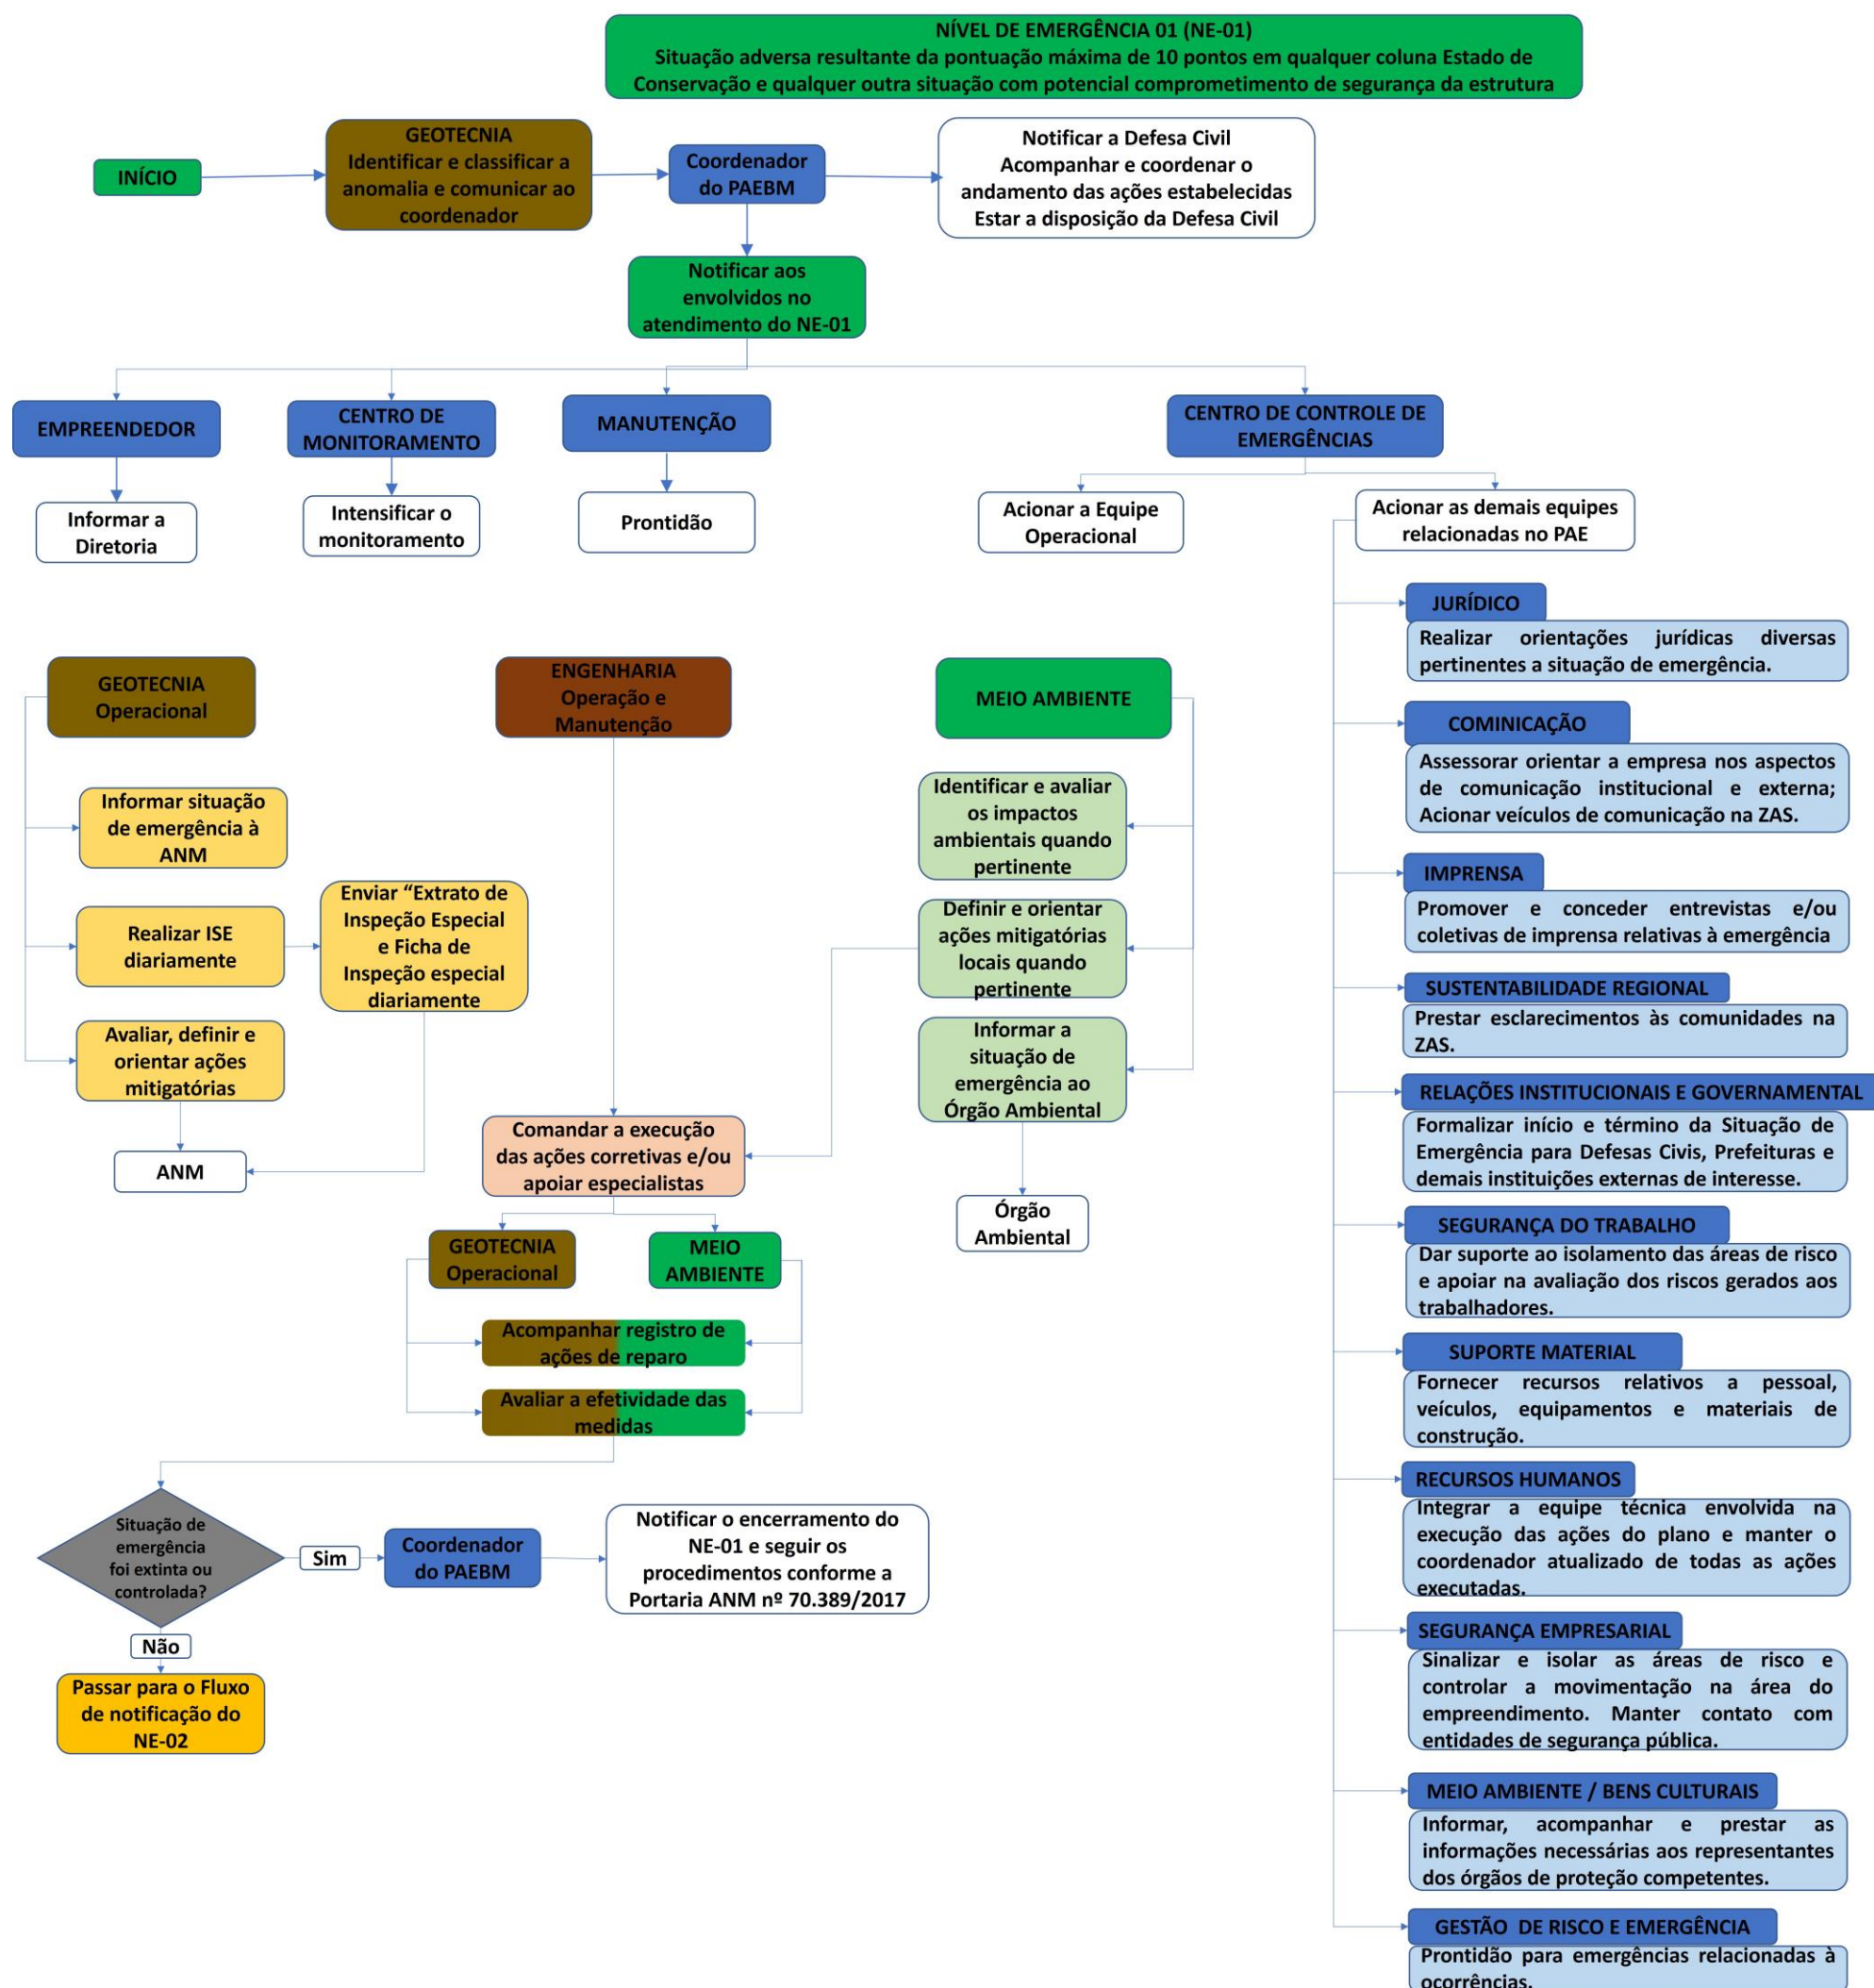 NÍVEL DE EMERGÊNCIA 01 (NE-01)
Situação adversa resultante da pontuação máxima de 10 pontos em qualquer coluna Estado de
Conservação e qualquer outra situação com potencial comprometimento de segurança da estrutura
INÍCIO
GEOTECNIA
Identificar e classificar a
anomalia e comunicar ao
coordenador
Coordenador
do PAEBM
Notificar a Defesa Civil
Acompanhar e coordenar o
andamento das ações estabelecidas
Estar a disposição da Defesa Civil
Notificar aos
envolvidos no
atendimento do NE-01
EMPREENDEDOR
CENTRO DE
MONITORAMENTO
MANUTENÇÃO
CENTRO DE CONTROLE DE
EMERGÊNCIAS
Informar a
Diretoria
Intensificar o
monitoramento
Prontidão
Acionar a Equipe
Operacional
Acionar as demais equipes
relacionadas no PAE
GEOTECNIA
Operacional
Informar situação
de emergência à
ANM
Realizar ISE
diariamente
Enviar “Extrato de
Inspeção Especial
e Ficha de
Inspeção especial
diariamente
Avaliar, definir e
orientar ações
mitigatórias
ANM
ENGENHARIA
Operação e
Manutenção
MEIO AMBIENTE
Identificar e avaliar
os impactos
ambientais quando
pertinente
Definir e orientar
ações mitigatórias
locais quando
pertinente
Informar a
situação de
emergência ao
Órgão Ambiental
Órgão
Ambiental
Comandar a execução
das ações corretivas e/ou
apoiar especialistas
GEOTECNIA
Operacional
MEIO
AMBIENTE
Acompanhar registro de
ações de reparo
Avaliar a efetividade das
medidas
Situação de
emergência
foi extinta ou
controlada?
Sim
Coordenador
do PAEBM
Notificar o encerramento do
NE-01 e seguir os
procedimentos conforme a
Portaria ANM nº 70.389/2017
Não
Passar para o Fluxo
de notificação do
NE-02
JURÍDICO
Realizar orientações jurídicas diversas
pertinentes a situação de emergência.
COMINICAÇÃO
Assessorar orientar a empresa nos aspectos
de comunicação institucional e externa;
Acionar veículos de comunicação na ZAS.
IMPRENSA
Promover e conceder entrevistas e/ou
coletivas de imprensa relativas à emergência
SUSTENTABILIDADE REGIONAL
Prestar esclarecimentos às comunidades na
ZAS.
RELAÇÕES INSTITUCIONAIS E GOVERNAMENTAL
Formalizar início e término da Situação de
Emergência para Defesas Civis, Prefeituras e
demais instituições externas de interesse.
SEGURANÇA DO TRABALHO
Dar suporte ao isolamento das áreas de risco
e apoiar na avaliação dos riscos gerados aos
trabalhadores.
SUPORTE MATERIAL
Fornecer recursos relativos a pessoal,
veículos, equipamentos e materiais de
construção.
RECURSOS HUMANOS
Integrar a equipe técnica envolvida na
execução das ações do plano e manter o
coordenador atualizado de todas as ações
executadas.
SEGURANÇA EMPRESARIAL
Sinalizar e isolar as áreas de risco e
controlar a movimentação na área do
empreendimento. Manter contato com
entidades de segurança pública.
MEIO AMBIENTE / BENS CULTURAIS
Informar, acompanhar e prestar as
informações necessárias aos representantes
dos órgãos de proteção competentes.
GESTÃO DE RISCO E EMERGÊNCIA
Prontidão para emergências relacionadas à
ocorrências.